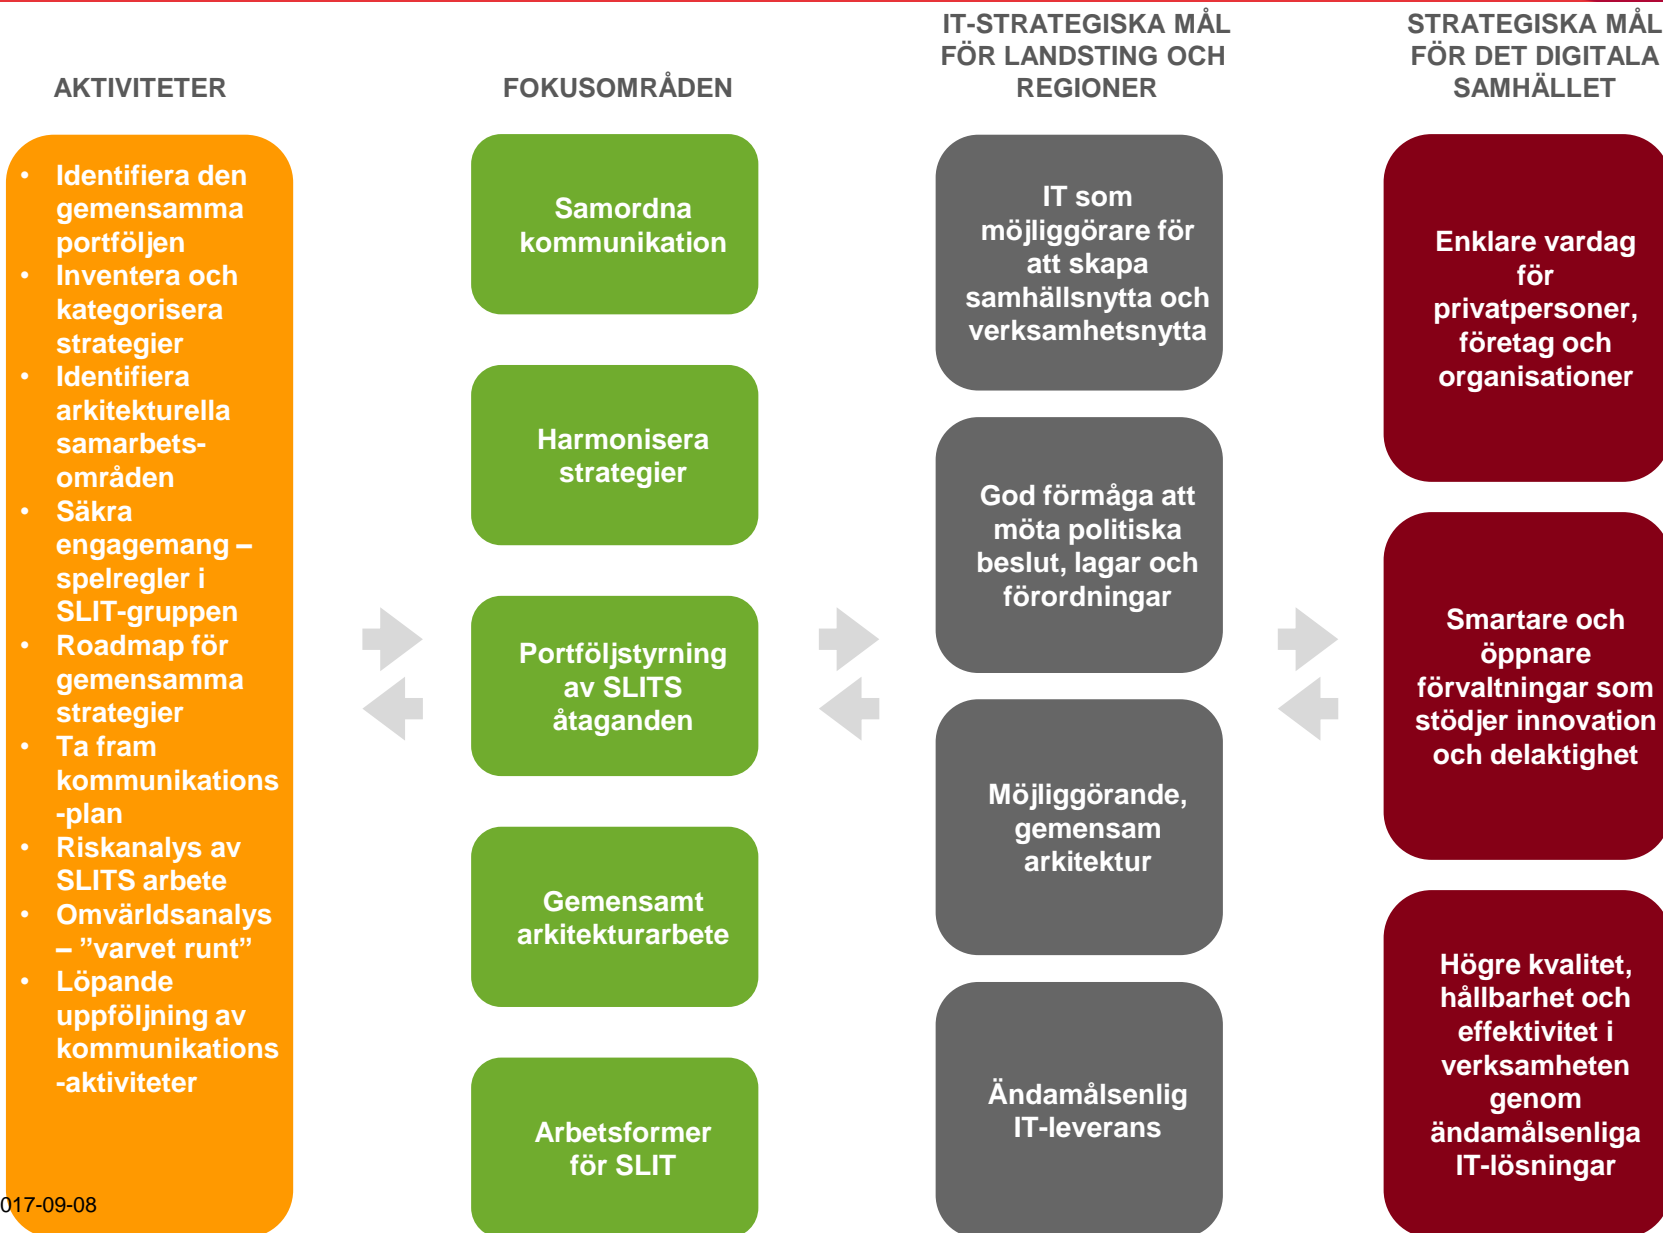 AKTIVITETER
FOKUSOMRÅDEN
IT-STRATEGISKA MÅL
FÖR LANDSTING OCH
REGIONER
STRATEGISKA MÅL
FÖR DET DIGITALA
SAMHÄLLET
• Identifiera den
gemensamma
portföljen
• Inventera och
kategorisera
strategier
• Identifiera
arkitekturella
samarbets-
områden
• Säkra
engagemang –
spelregler i
SLIT-gruppen
• Roadmap för
gemensamma
strategier
• Ta fram
kommunikations
-plan
• Riskanalys av
SLITS arbete
• Omvärldsanalys
– ”varvet runt”
• Löpande
uppföljning av
kommunikations
-aktiviteter
Samordna
kommunikation
Harmonisera
strategier
Portföljstyrning
av SLITS
åtaganden
Gemensamt
arkitekturarbete
Arbetsformer
för SLIT
IT som
möjliggörare för
att skapa
samhällsnytta och
verksamhetsnytta
God förmåga att
möta politiska
beslut, lagar och
förordningar
Möjliggörande,
gemensam
arkitektur
Ändamålsenlig
IT-leverans
Enklare vardag
för
privatpersoner,
företag och
organisationer
Smartare och
öppnare
förvaltningar som
stödjer innovation
och delaktighet
Högre kvalitet,
hållbarhet och
effektivitet i
verksamheten
genom
ändamålsenliga
IT-lösningar
017-09-08